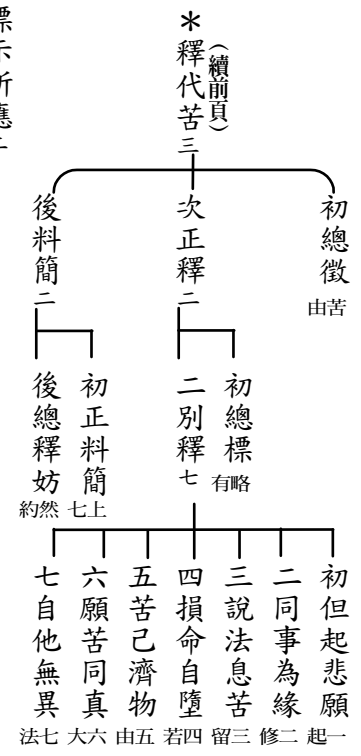 (續前頁)
＊釋代苦三
初總徵
苦由
次正釋二
初總標
略有
二別釋七
初但起悲願
一起
二同事為緣
二修
三說法息苦
三留
四損命自墮
四若
五苦己濟物
五由
六願苦同真
六大
七自他無異
七法
後料簡二
初正料簡
上七
後總釋妨
然約